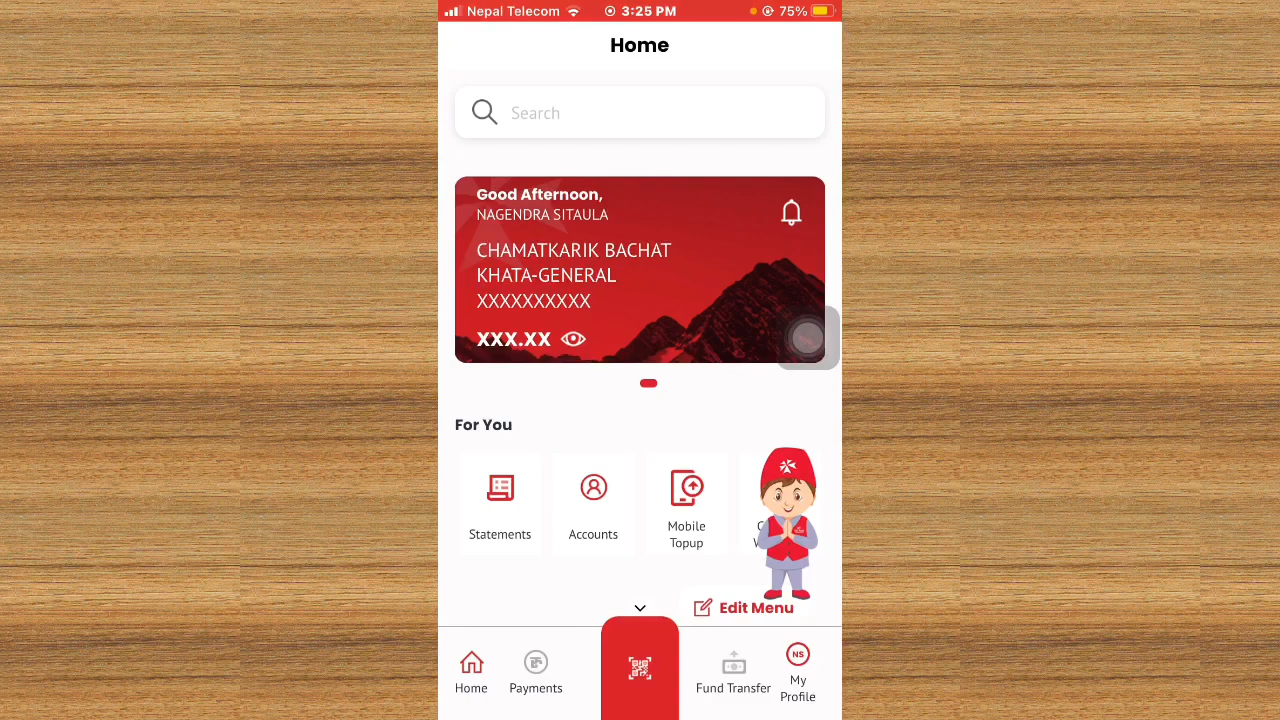 Nepal Telecom 3:25 PM 75%
Home
Search
Good Afternoon,
NAGENDRA SITAULA
CHAMATKARIK BACHAT
KHATA-GENERAL
XXXXXXXXXX
XXX.XX
For You
Statements
Accounts
Mobile
Topup
Edit Menu
Home
Payments
Fund Transfer
NS
My
Profile